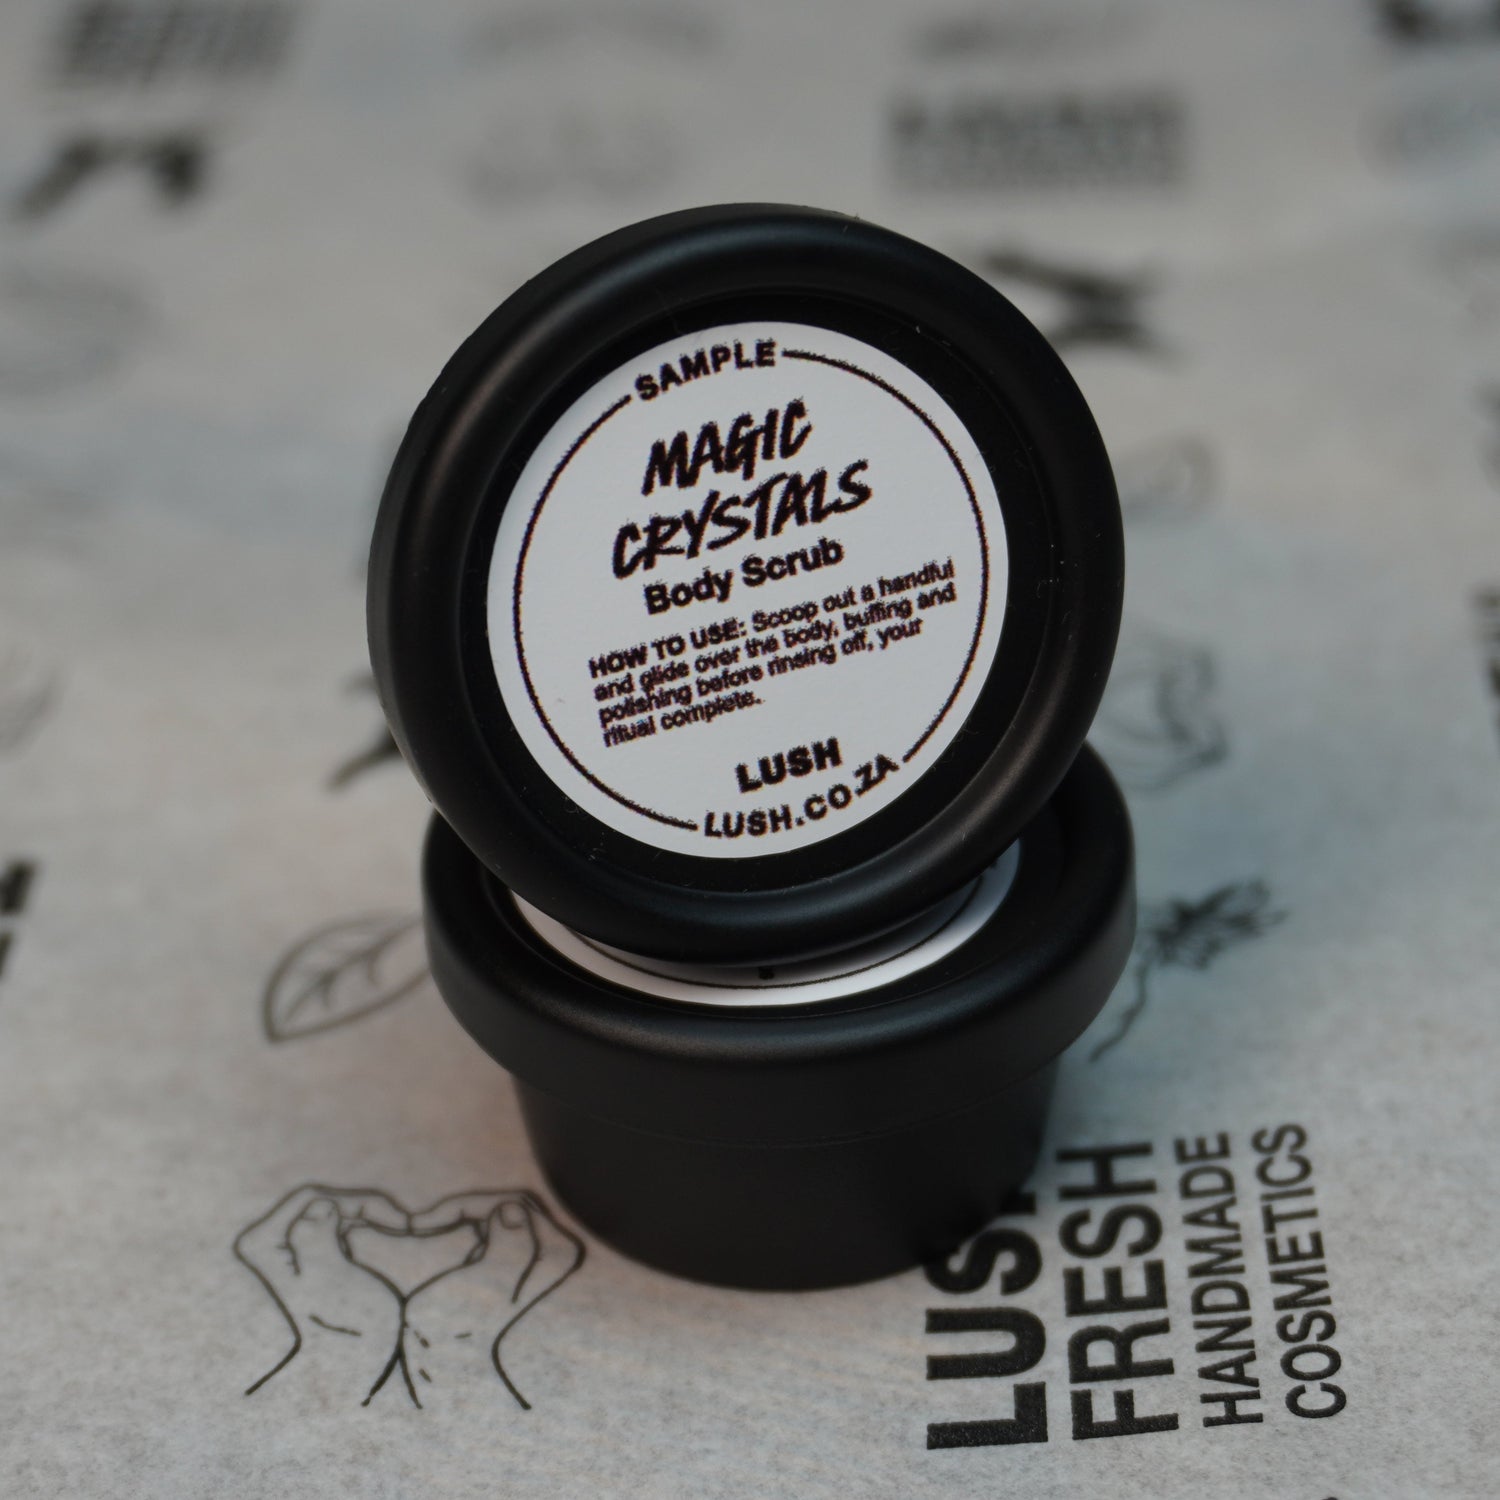 SAMPLE
MAGIC
CRYSTALS
Body Scrub
HOW TO USE: Scoop out a handful
and glide over the body, buffing and
polishing before rinsing off, your
ritual complete.
LUSH
LUSH.CO.ZA
LUSH
FRESH
HANDMADE
COSMETICS